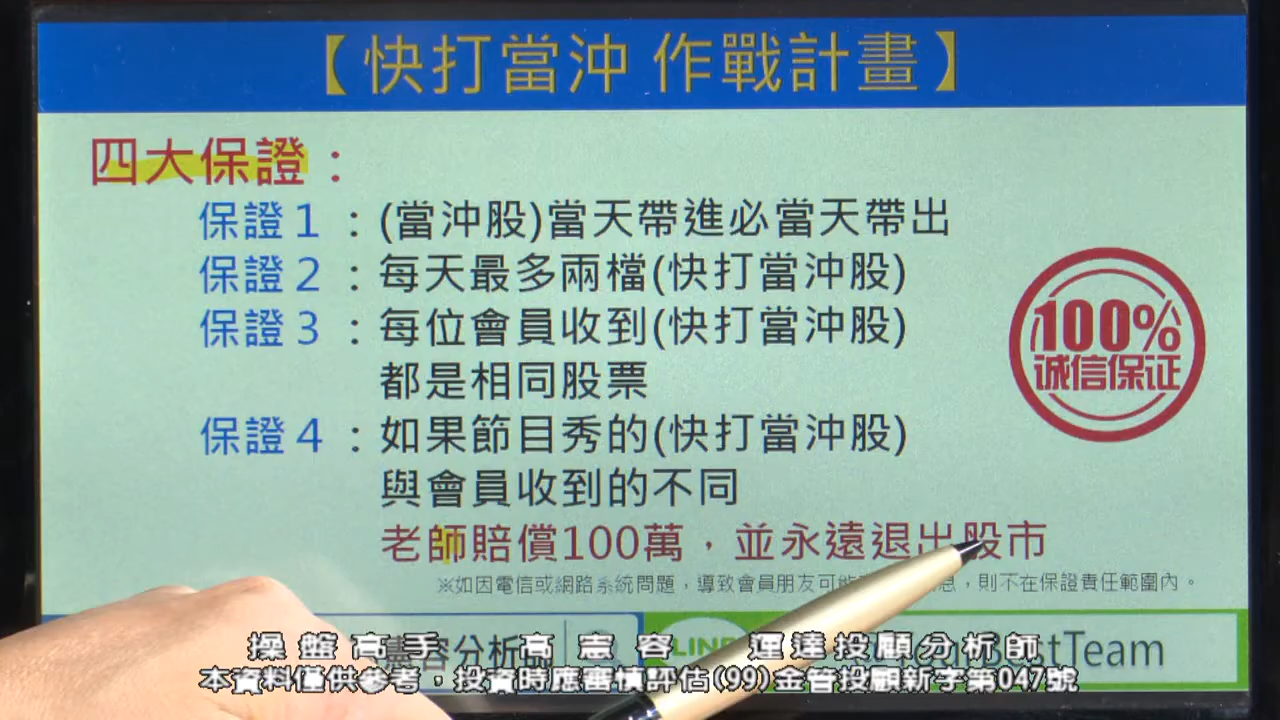 【快打當沖 作戰計畫】
四大保證：
保證1：(當沖股)當天帶進必當天帶出
保證2：每天最多兩檔(快打當沖股)
保證3：每位會員收到(快打當沖股)
都是相同股票
100%
诚信保证
保證4：如果節目秀的(快打當沖股)
與會員收到的不同
老師賠償100萬，並永遠退出股市
※如因電信或網路系統問題，導致會員朋友可能 息，則不在保證責任範圍內。
憲容分析師
LINE
BestTeam
操盤高手 高憲容 運達投顧分析師
本資料僅供參考，投資時應審慎評估(99)金管投顧新字第047號